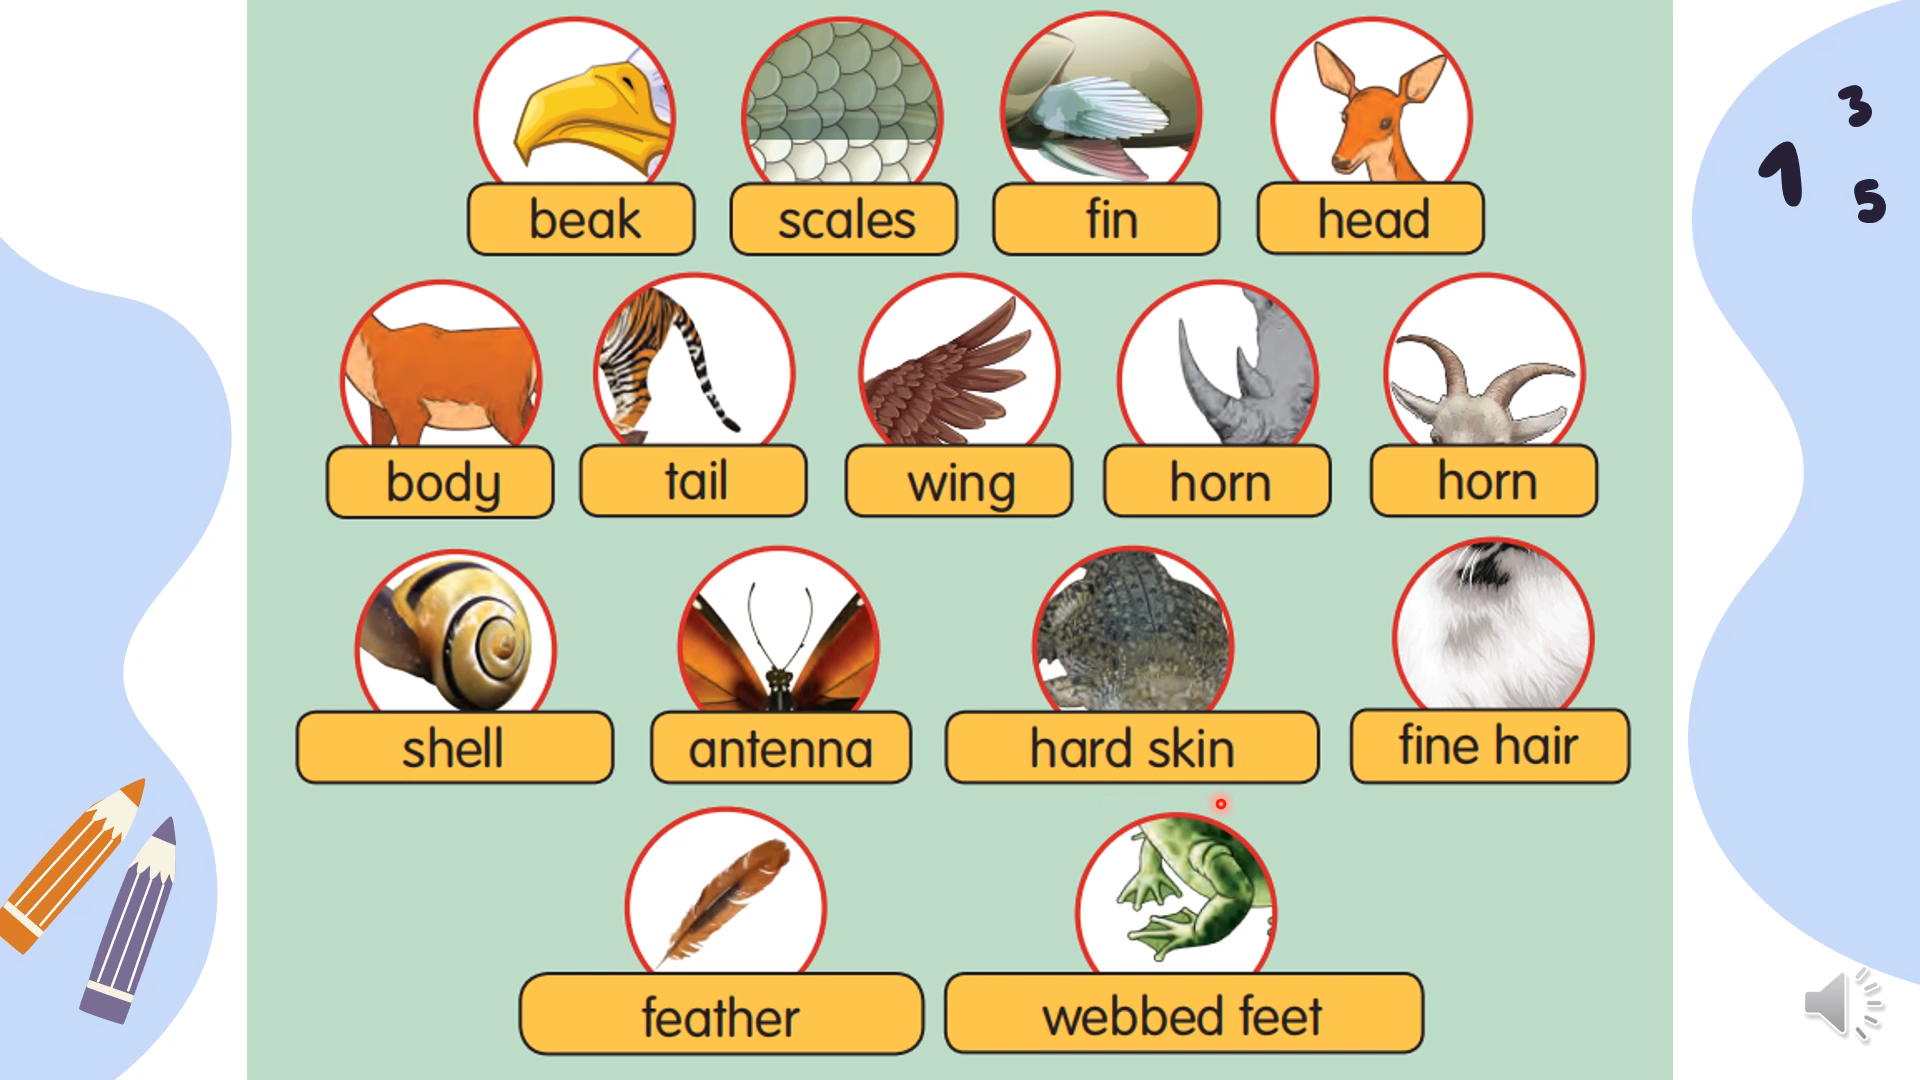 beak scales fin head
body tail wing horn horn
shell antenna hard skin fine hair
feather webbed feet
3
1
5